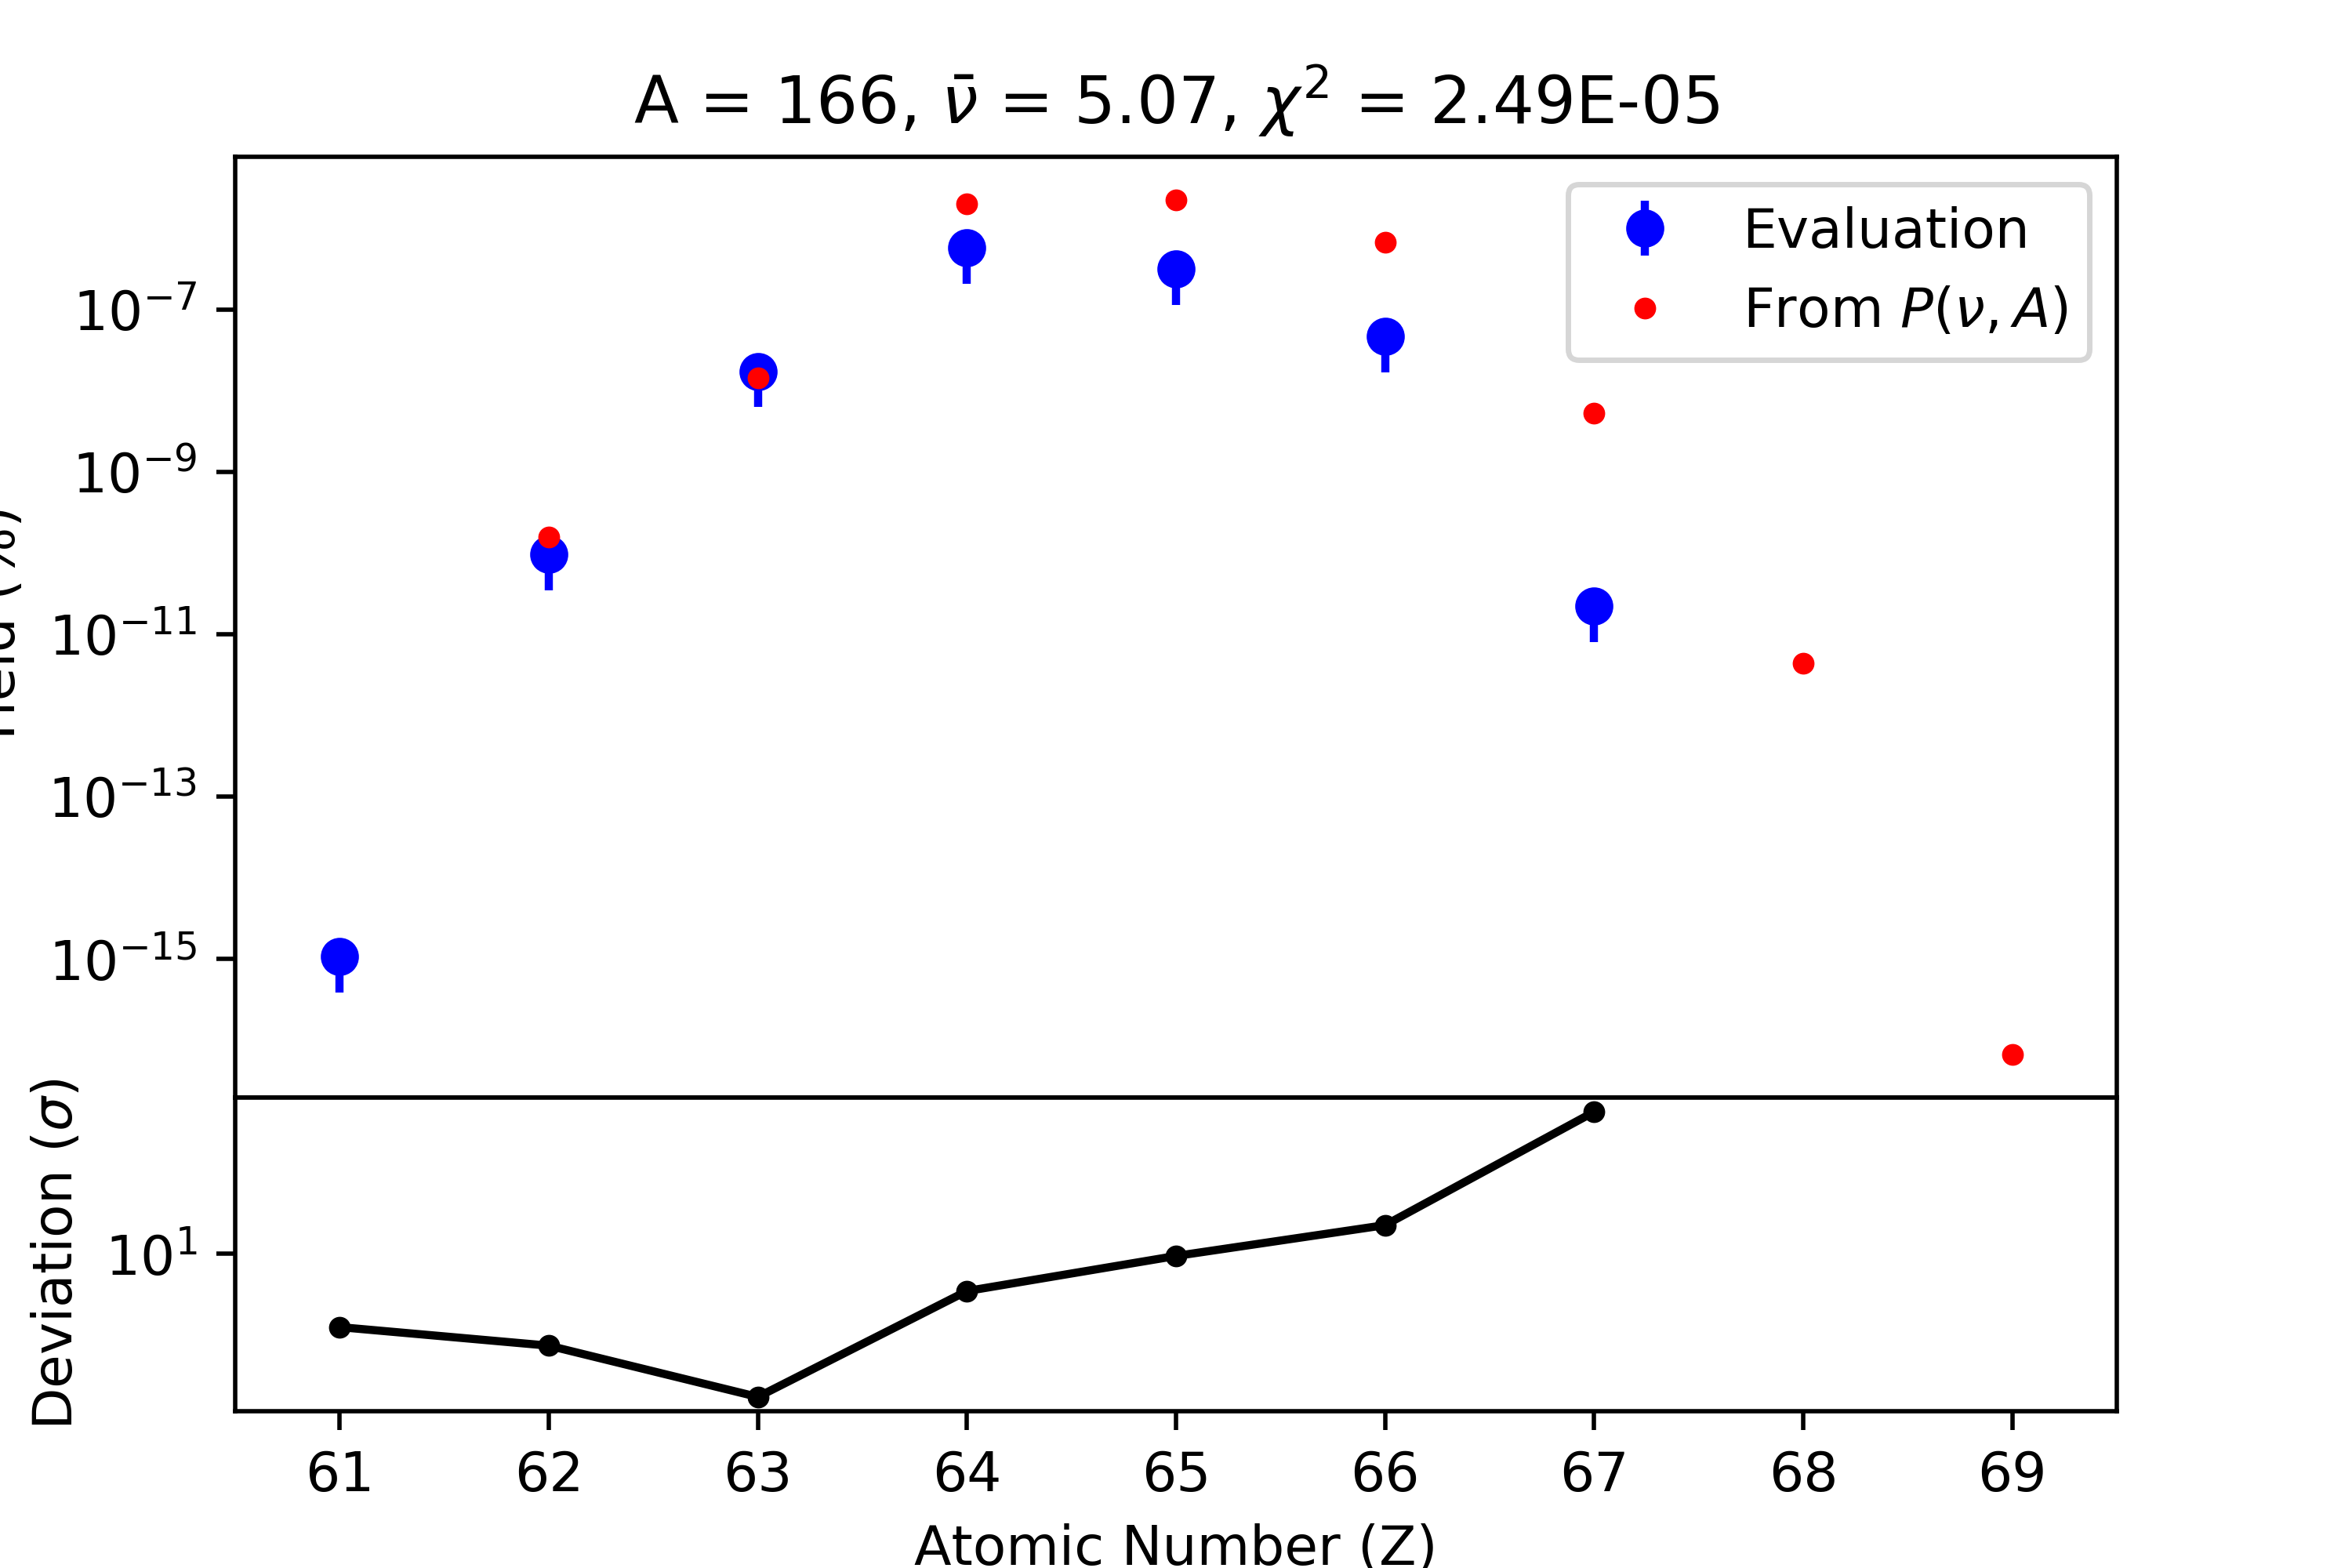 A = 166, ν̄ = 5.07, χ² = 2.49E-05
Evaluation
From P(ν, A)
10⁻⁷
10⁻⁹
10⁻¹¹
10⁻¹³
10⁻¹⁵
Yield (%)
Deviation (σ)
10¹
61 62 63 64 65 66 67 68 69
Atomic Number (Z)